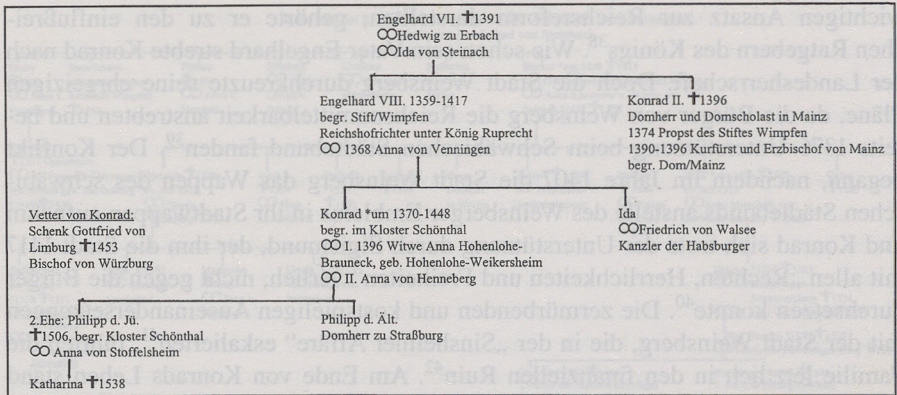 Engelhard VII. ✝1391
ꝎHedwig zu Erbach
ꝎIda von Steinach
Engelhard VIII. 1359-1417
begr. Stift/Wimpfen
Reichshofrichter unter König Ruprecht
Ꝏ 1368 Anna von Venningen
Konrad II. ✝1396
Domherr und Domscholast in Mainz
1374 Propst des Stiftes Wimpfen
1390-1396 Kurfürst und Erzbischof von Mainz
begr. Dom/Mainz
Vetter von Konrad:
Schenk Gottfried von
Limburg ✝1453
Bischof von Würzburg
Konrad *um 1370-1448
begr. im Kloster Schönthal
Ꝏ I. 1396 Witwe Anna Hohenlohe-
Brauneck, geb. Hohenlohe-Weikersheim
Ꝏ II. Anna von Henneberg
Ida
ꝎFriedrich von Walsee
Kanzler der Habsburger
2.Ehe: Philipp d. Jü.
✝1506, begr. Kloster Schönthal
Ꝏ Anna von Stoffelsheim
Katharina ✝1538
Philipp d. Ält.
Domherr zu Straßburg